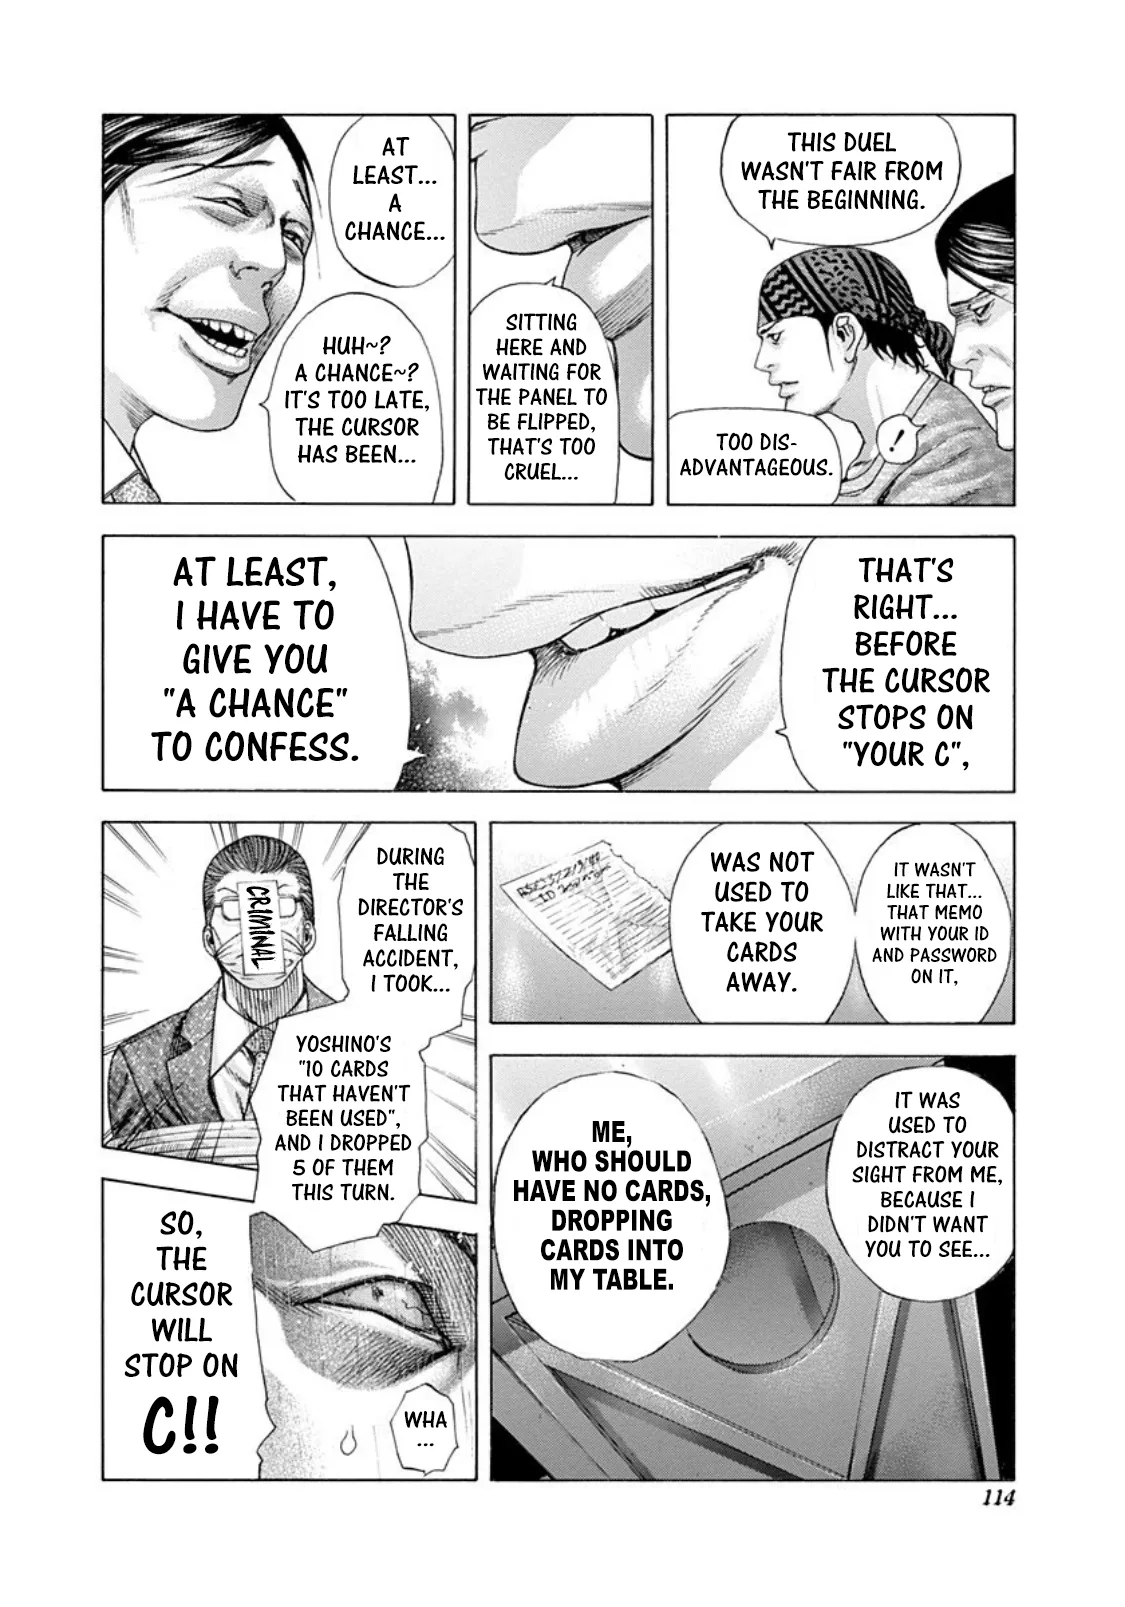 THIS DUEL
WASN'T FAIR FROM
THE BEGINNING.
!
TOO DIS-
ADVANTAGEOUS.
SITTING
HERE AND
WAITING FOR
THE PANEL TO
BE FLIPPED,
THAT'S TOO
CRUEL...
AT
LEAST...
A
CHANCE...
HUH~?
A CHANCE~?
IT'S TOO LATE,
THE CURSOR
HAS BEEN...
THAT'S
RIGHT...
BEFORE
THE CURSOR
STOPS ON
"YOUR C",
AT LEAST,
I HAVE TO
GIVE YOU
"A CHANCE"
TO CONFESS.
IT WASN'T
LIKE THAT...
THAT MEMO
WITH YOUR ID
AND PASSWORD
ON IT,
WAS NOT
USED TO
TAKE YOUR
CARDS
AWAY.
ID
IT WAS
USED TO
DISTRACT YOUR
SIGHT FROM ME,
BECAUSE I
DIDN'T WANT
YOU TO SEE...
ME,
WHO SHOULD
HAVE NO CARDS,
DROPPING
CARDS INTO
MY TABLE.
DURING
THE
DIRECTOR'S
FALLING
ACCIDENT,
I TOOK...
CRIMINAL
YOSHINO'S
"10 CARDS
THAT HAVEN'T
BEEN USED",
AND I DROPPED
5 OF THEM
THIS TURN.
WHA
...
SO,
THE
CURSOR
WILL
STOP ON
C!!
114